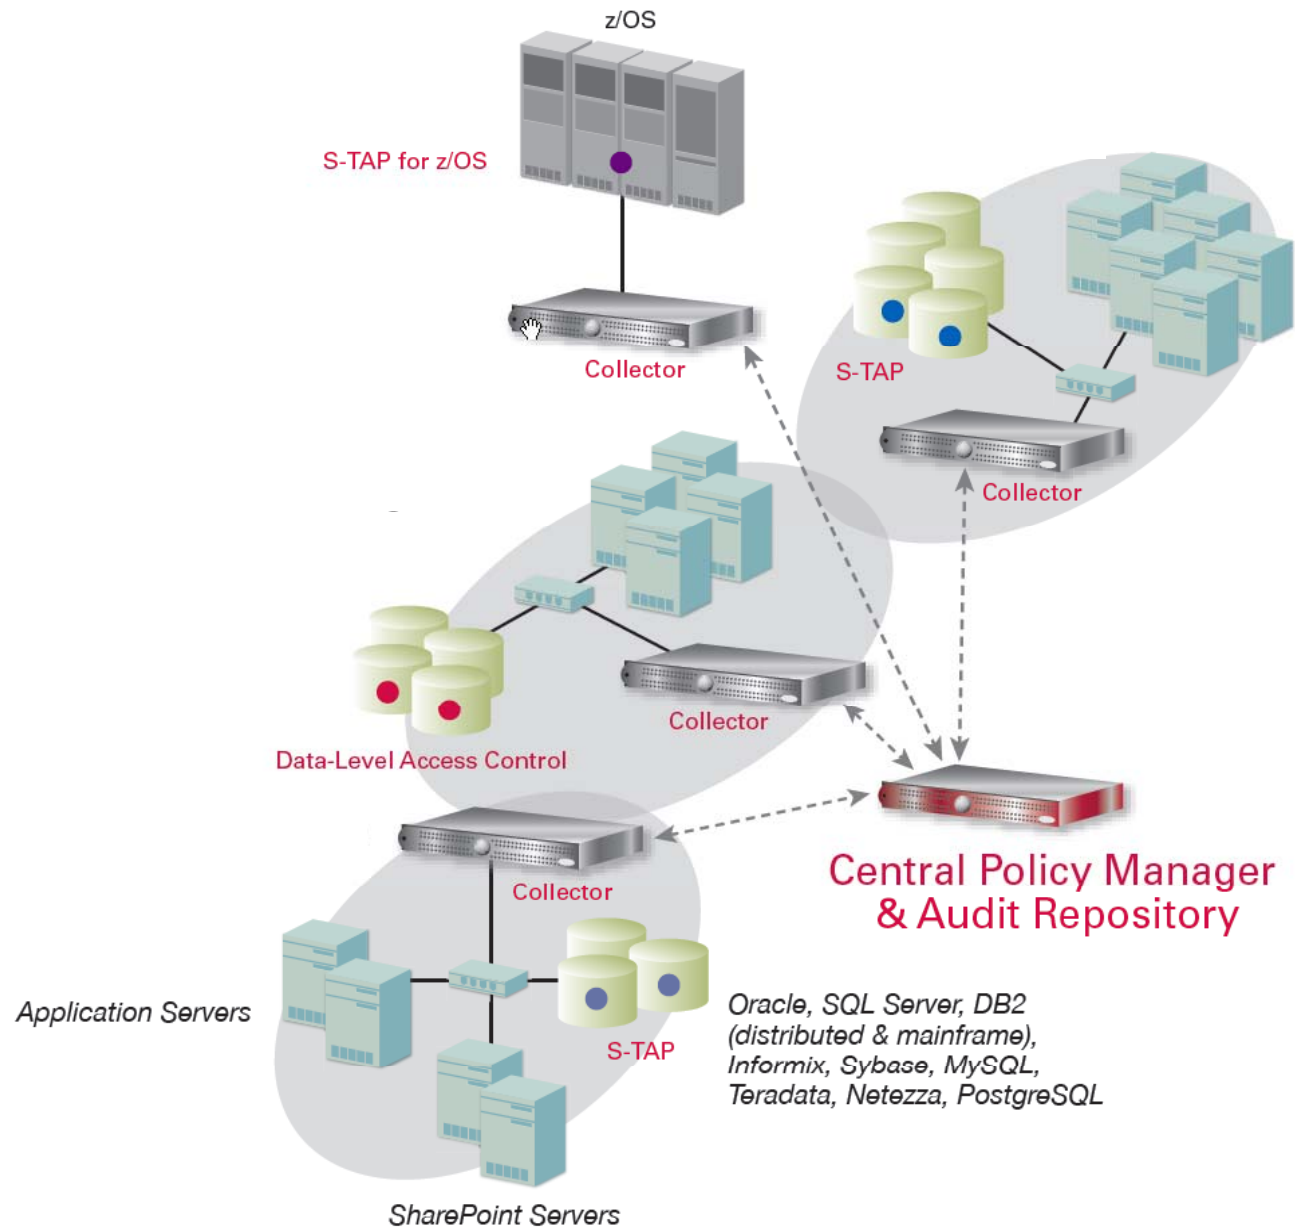 z/OS
S-TAP for z/OS
Collector
S-TAP
Collector
Collector
Data-Level Access Control
Central Policy Manager
& Audit Repository
Collector
Application Servers
S-TAP
Oracle, SQL Server, DB2
(distributed & mainframe),
Informix, Sybase, MySQL,
Teradata, Netezza, PostgreSQL
SharePoint Servers